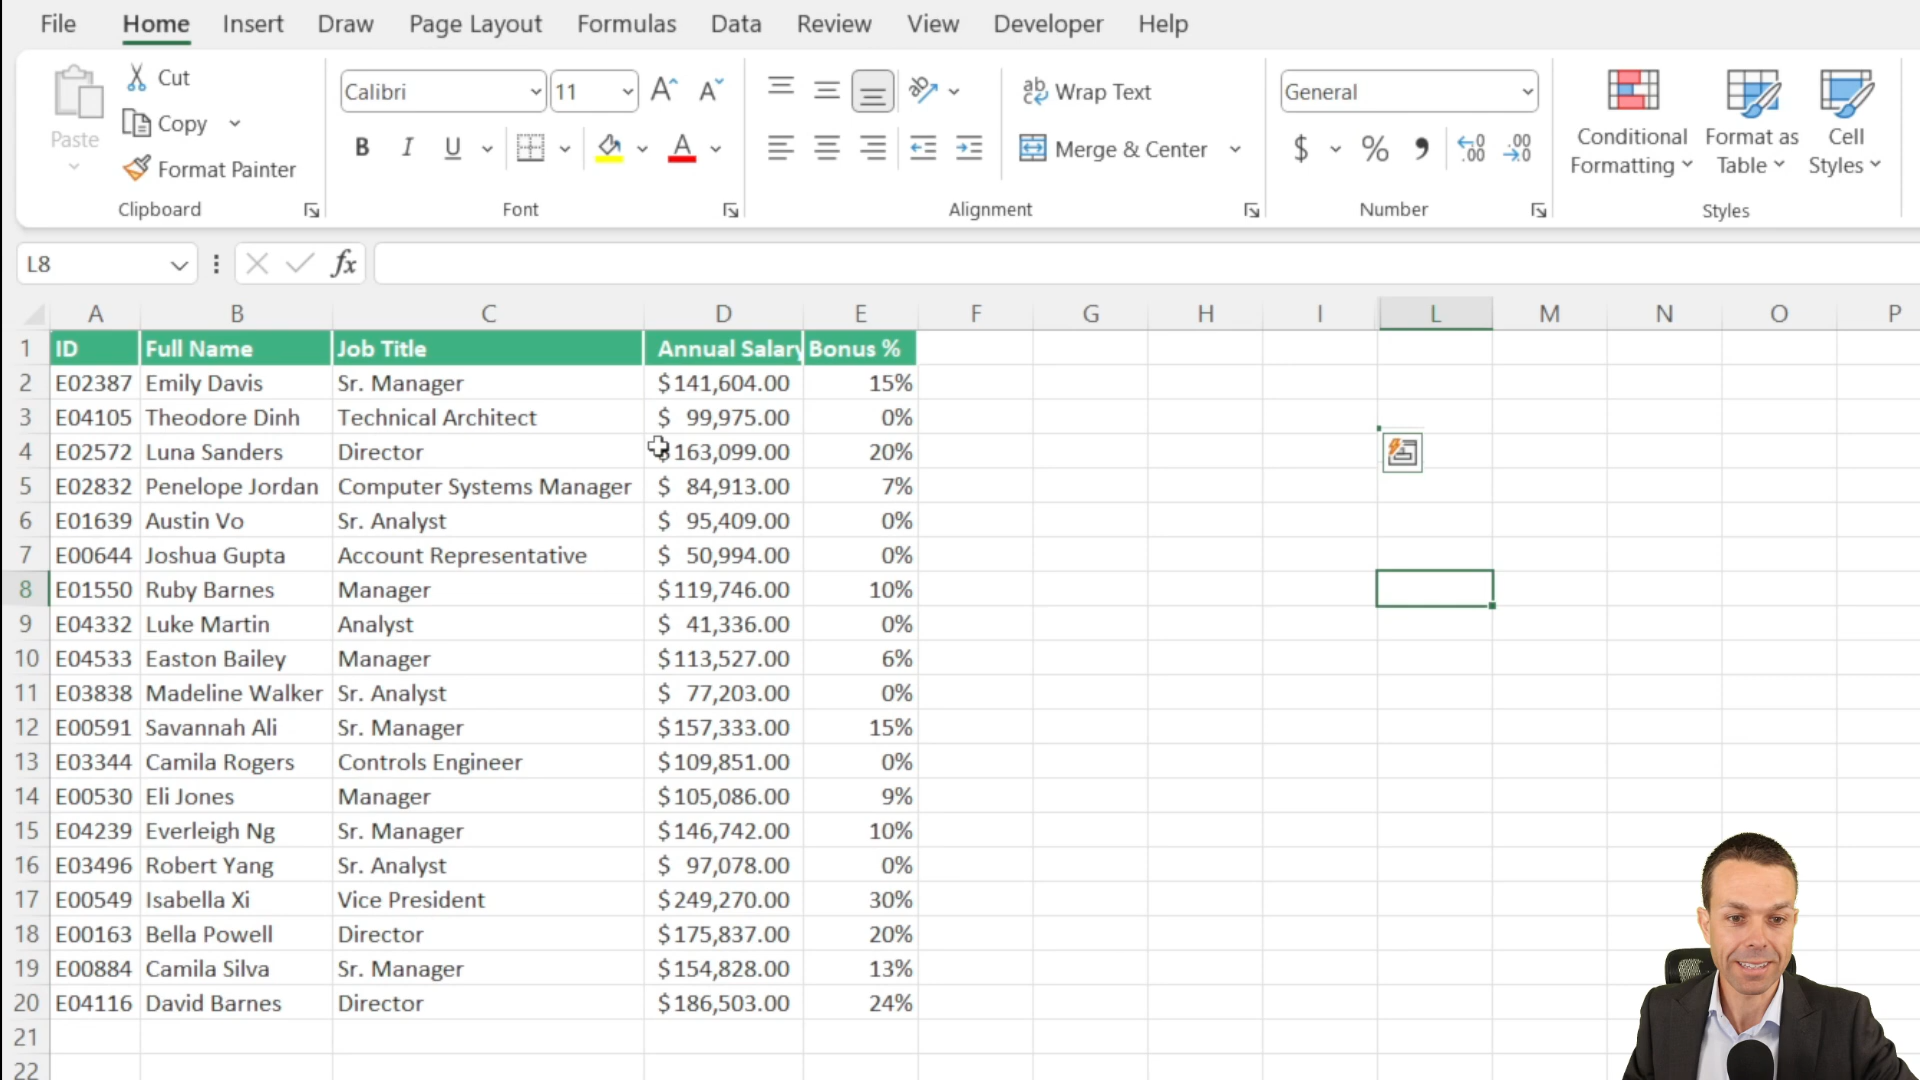 File Home Insert Draw Page Layout Formulas Data Review View Developer Help
Paste
Cut
Copy
Format Painter
Clipboard
Calibri 11
B I U
Font
Wrap Text
Merge & Center
Alignment
General
$ % , .00 .00
Number
Conditional Formatting
Format as Table
Cell Styles
Styles
L8 fx
A B C D E F G H I L M N O P
1 ID Full Name Job Title Annual Salary Bonus %
2 E02387 Emily Davis Sr. Manager $141,604.00 15%
3 E04105 Theodore Dinh Technical Architect $ 99,975.00 0%
4 E02572 Luna Sanders Director $163,099.00 20%
5 E02832 Penelope Jordan Computer Systems Manager $ 84,913.00 7%
6 E01639 Austin Vo Sr. Analyst $ 95,409.00 0%
7 E00644 Joshua Gupta Account Representative $ 50,994.00 0%
8 E01550 Ruby Barnes Manager $119,746.00 10%
9 E04332 Luke Martin Analyst $ 41,336.00 0%
10 E04533 Easton Bailey Manager $113,527.00 6%
11 E03838 Madeline Walker Sr. Analyst $ 77,203.00 0%
12 E00591 Savannah Ali Sr. Manager $157,333.00 15%
13 E03344 Camila Rogers Controls Engineer $109,851.00 0%
14 E00530 Eli Jones Manager $105,086.00 9%
15 E04239 Everleigh Ng Sr. Manager $146,742.00 10%
16 E03496 Robert Yang Sr. Analyst $ 97,078.00 0%
17 E00549 Isabella Xi Vice President $249,270.00 30%
18 E00163 Bella Powell Director $175,837.00 20%
19 E00884 Camila Silva Sr. Manager $154,828.00 13%
20 E04116 David Barnes Director $186,503.00 24%
21
22